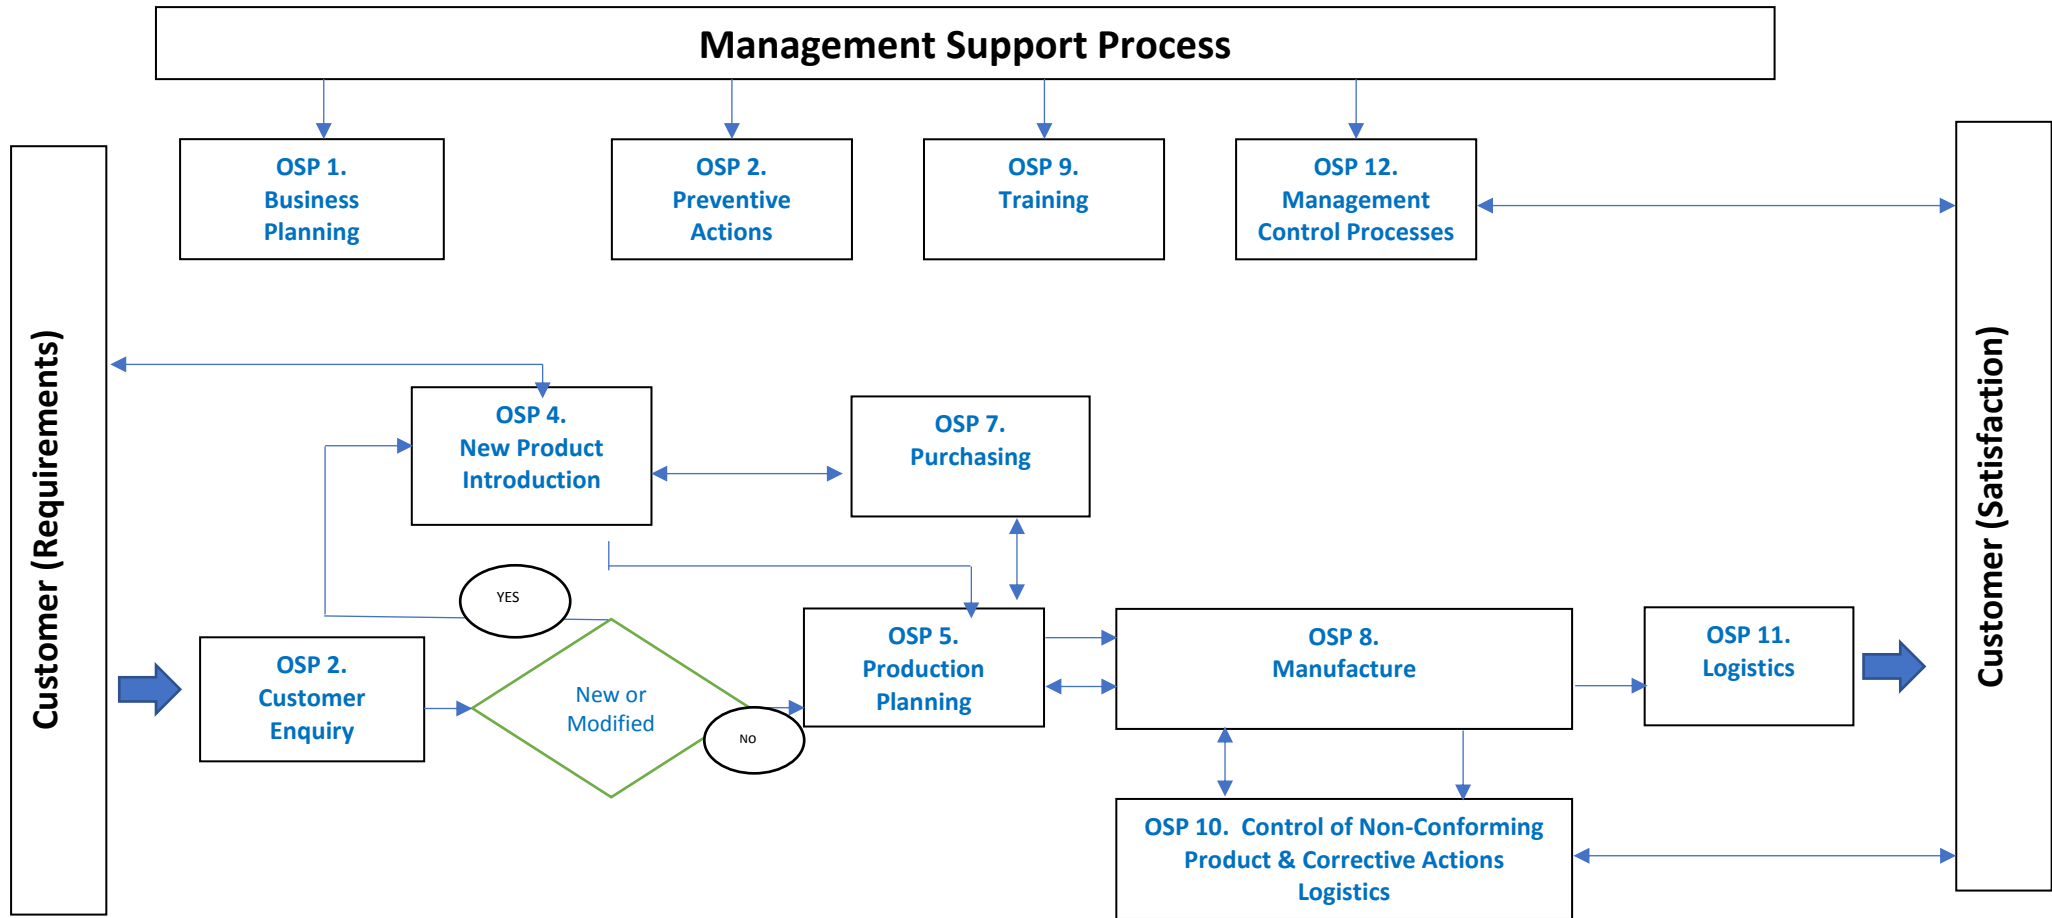 Management Support Process
OSP 1.
Business
Planning
OSP 2.
Preventive
Actions
OSP 9.
Training
OSP 12.
Management
Control Processes
Customer (Requirements)
Customer (Satisfaction)
OSP 4.
New Product
Introduction
OSP 7.
Purchasing
YES
OSP 2.
Customer
Enquiry
New or
Modified
NO
OSP 5.
Production
Planning
OSP 8.
Manufacture
OSP 11.
Logistics
OSP 10.  Control of Non-Conforming
Product & Corrective Actions
Logistics